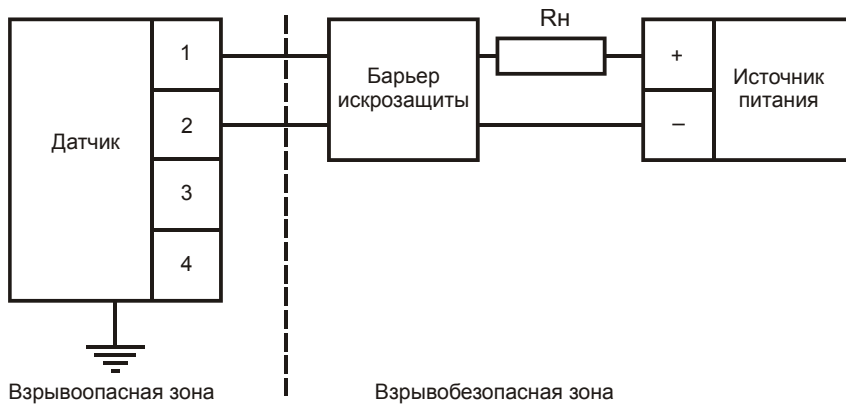 Датчик
1
2
3
4
Барьер
искрозащиты
Rн
+
–
Источник
питания
Взрывоопасная зона
Взрывобезопасная зона